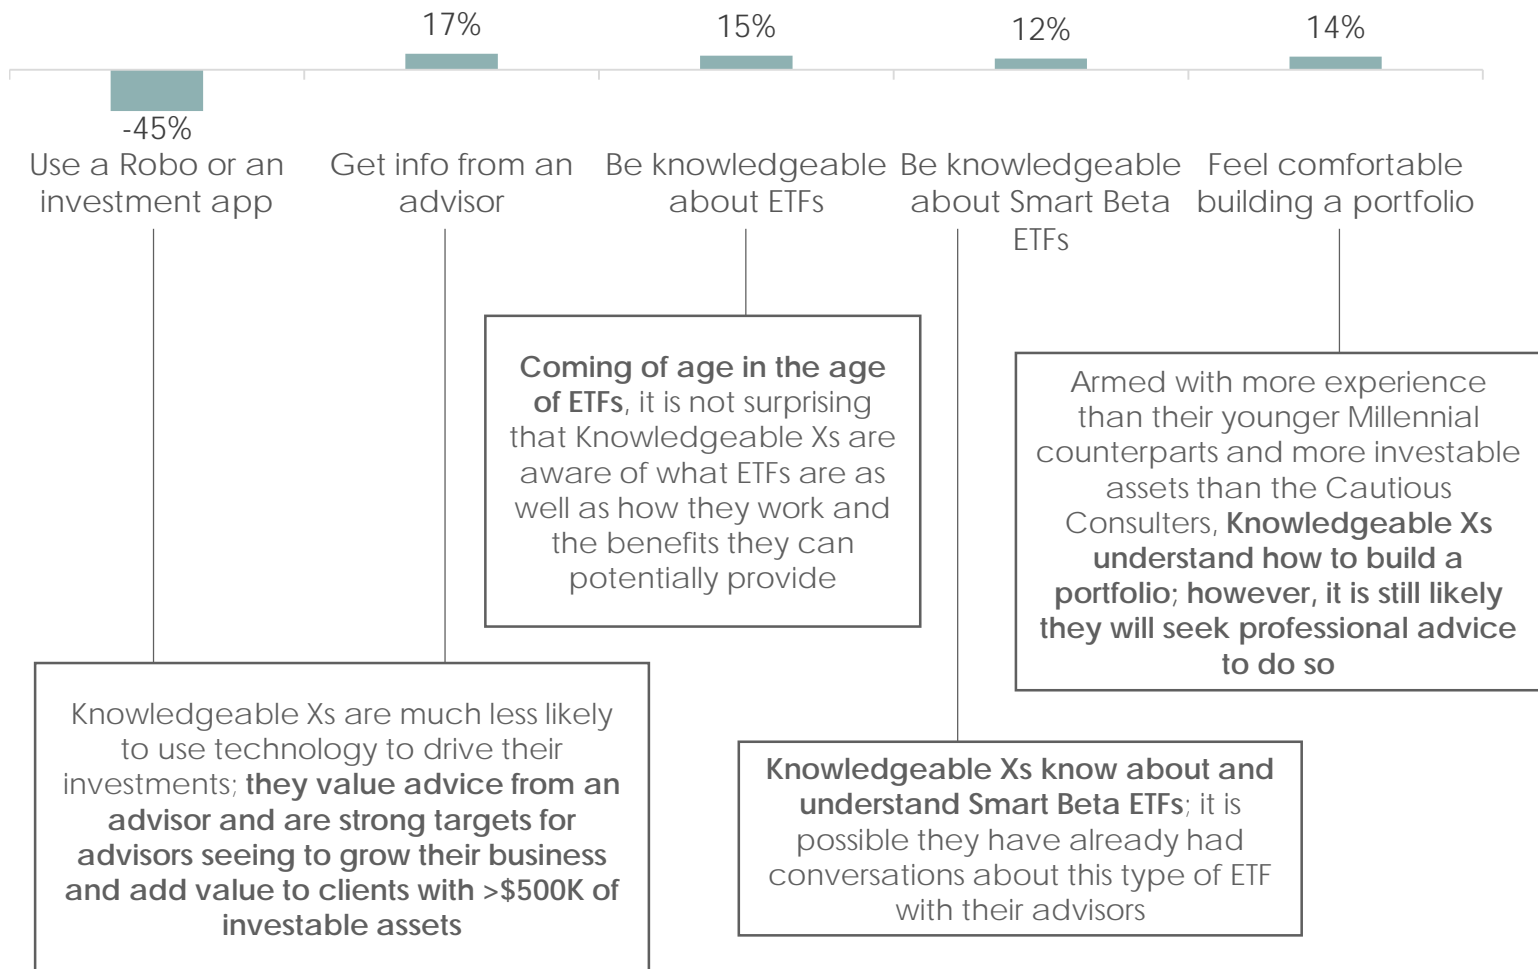 17%
15%
12%
14%
-45%
Use a Robo or an
investment app
Get info from an
advisor
Be knowledgeable
about ETFs
Be knowledgeable
about Smart Beta
ETFs
Feel comfortable
building a portfolio
Coming of age in the age
of ETFs, it is not surprising
that Knowledgeable Xs are
aware of what ETFs are as
well as how they work and
the benefits they can
potentially provide
Armed with more experience
than their younger Millennial
counterparts and more investable
assets than the Cautious
Consulters, Knowledgeable Xs
understand how to build a
portfolio; however, it is still likely
they will seek professional advice
to do so
Knowledgeable Xs are much less likely
to use technology to drive their
investments; they value advice from an
advisor and are strong targets for
advisors seeing to grow their business
and add value to clients with >$500K of
investable assets
Knowledgeable Xs know about and
understand Smart Beta ETFs; it is
possible they have already had
conversations about this type of ETF
with their advisors